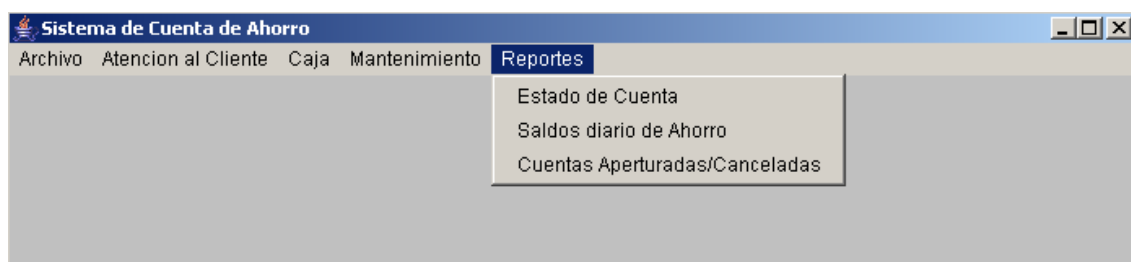 Sistema de Cuenta de Ahorro
Archivo Atencion al Cliente Caja Mantenimiento Reportes
Estado de Cuenta
Saldos diario de Ahorro
Cuentas Aperturadas/Canceladas